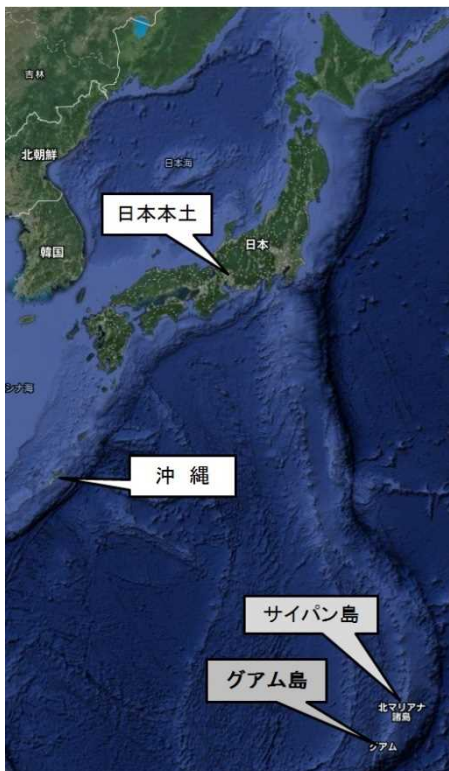 吉林
北朝鮮
日本海
日本本土
日本
韓国
シナ海
沖縄
サイパン島
グアム島
北マリアナ
諸島
グアム